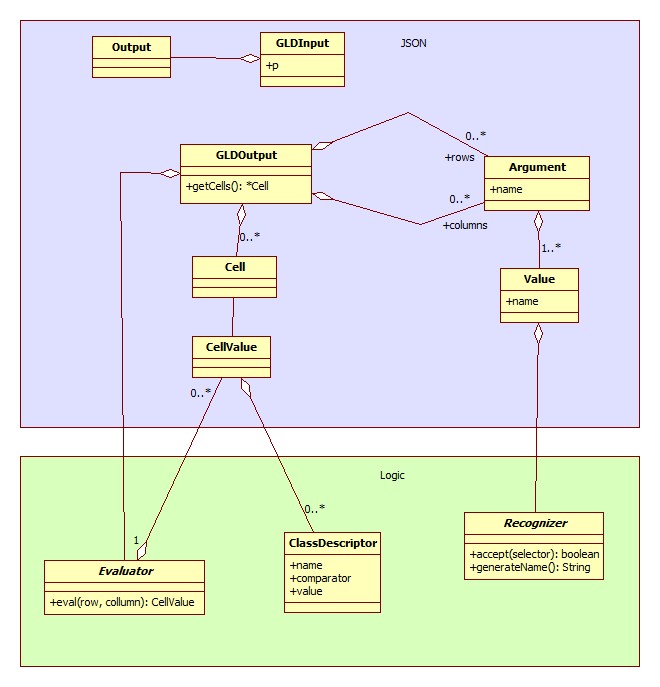 JSON
Output
GLDInput
+p
GLDOutput
+getCells(): *Cell
0..*
+rows
0..*
+columns
Argument
+name
0..*
1..*
Cell
Value
+name
CellValue
0..*
Logic
0..*
1
Recognizer
+accept(selector): boolean
+generateName(): String
ClassDescriptor
+name
+comparator
+value
Evaluator
+eval(row, collumn): CellValue